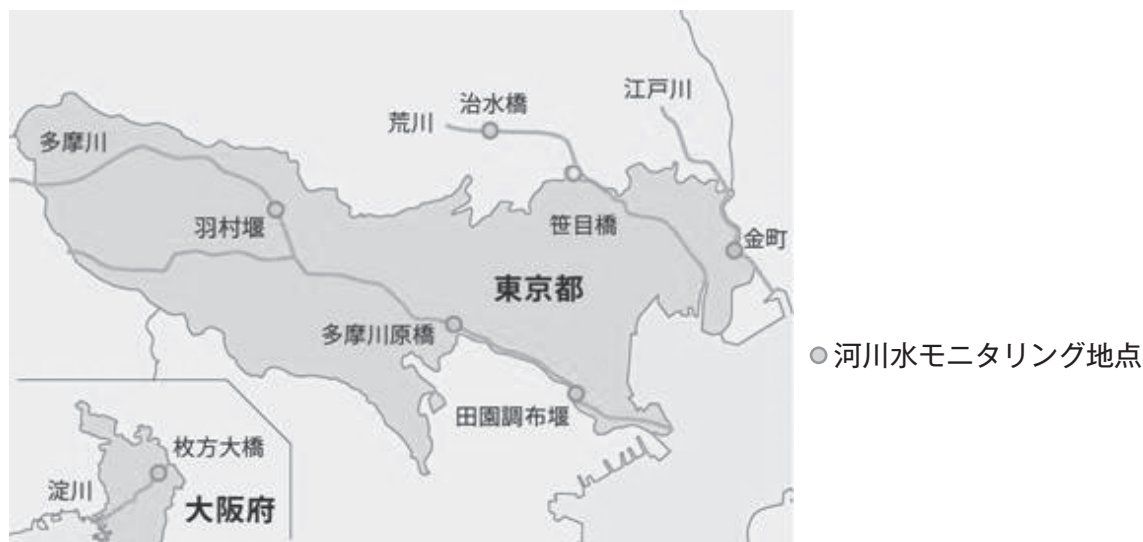 江戸川
治水橋
荒川
多摩川
羽村堰
笹目橋
金町
東京都
多摩川原橋
河川水モニタリング地点
田園調布堰
枚方大橋
淀川
大阪府